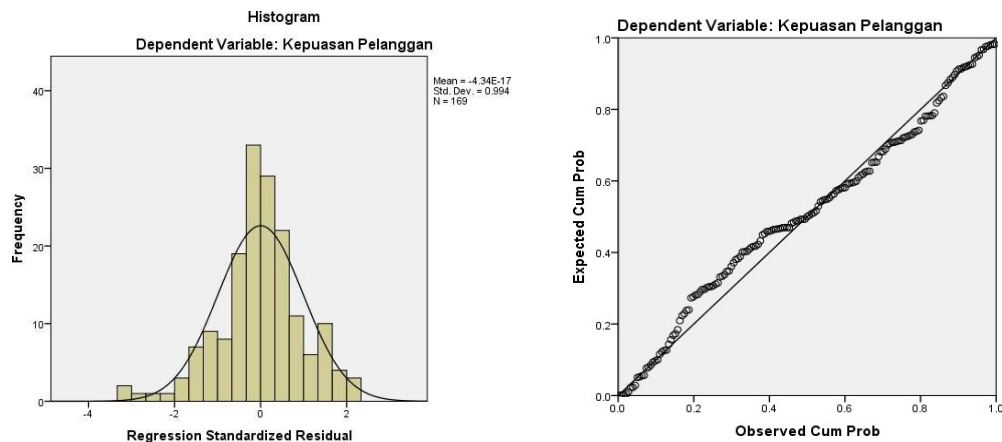 Histogram
Dependent Variable: Kepuasan Pelanggan
Mean = -4.34E-17
Std. Dev. = 0.994
N = 169
Frequency
40
30
20
10
0
-4
-2
0
2
Regression Standardized Residual
Dependent Variable: Kepuasan Pelanggan
Expected Cum Prob
1.0
0.8
0.6
0.4
0.2
0.0
0.0
0.2
0.4
0.6
0.8
1.0
Observed Cum Prob